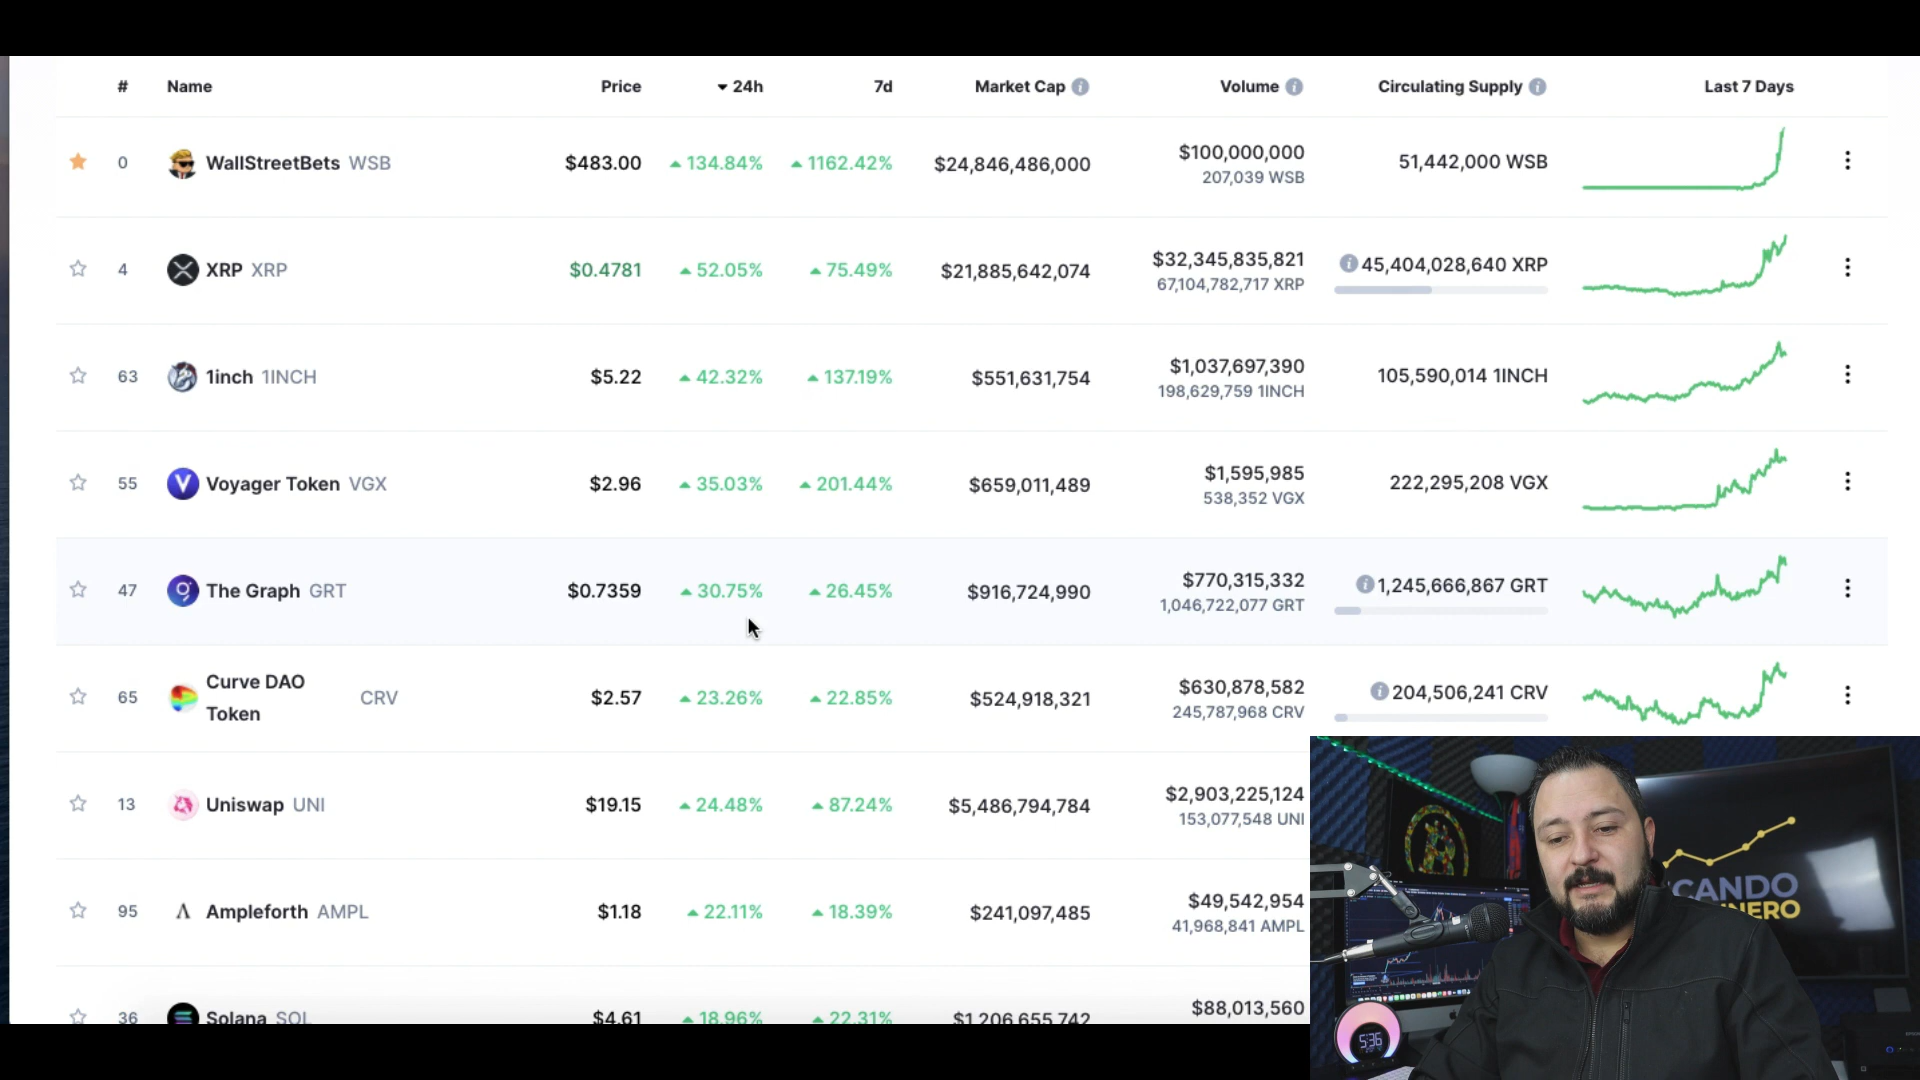 # Name Price 24h 7d Market Cap Volume Circulating Supply Last 7 Days
0 WallStreetBets WSB $483.00 134.84% 1162.42% $24,846,486,000 $100,000,000 51,442,000 WSB
207,039 WSB
4 XRP XRP $0.4781 52.05% 75.49% $21,885,642,074 $32,345,835,821 45,404,028,640 XRP
67,104,782,717 XRP
63 1inch 1INCH $5.22 42.32% 137.19% $551,631,754 $1,037,697,390 105,590,014 1INCH
198,629,759 1INCH
55 Voyager Token VGX $2.96 35.03% 201.44% $659,011,489 $1,595,985 222,295,208 VGX
538,352 VGX
47 The Graph GRT $0.7359 30.75% 26.45% $916,724,990 $770,315,332 1,245,666,867 GRT
1,046,722,077 GRT
65 Curve DAO Token CRV $2.57 23.26% 22.85% $524,918,321 $630,878,582 204,506,241 CRV
245,787,968 CRV
13 Uniswap UNI $19.15 24.48% 87.24% $5,486,794,784 $2,903,225,124
153,077,548 UNI
95 Ampleforth AMPL $1.18 22.11% 18.39% $241,097,485 $49,542,954
41,968,841 AMPL
36 Solana SOL $4.61 18.96% 22.31% $1,206,655,742 $88,013,560
CANDO
NERO
5:36